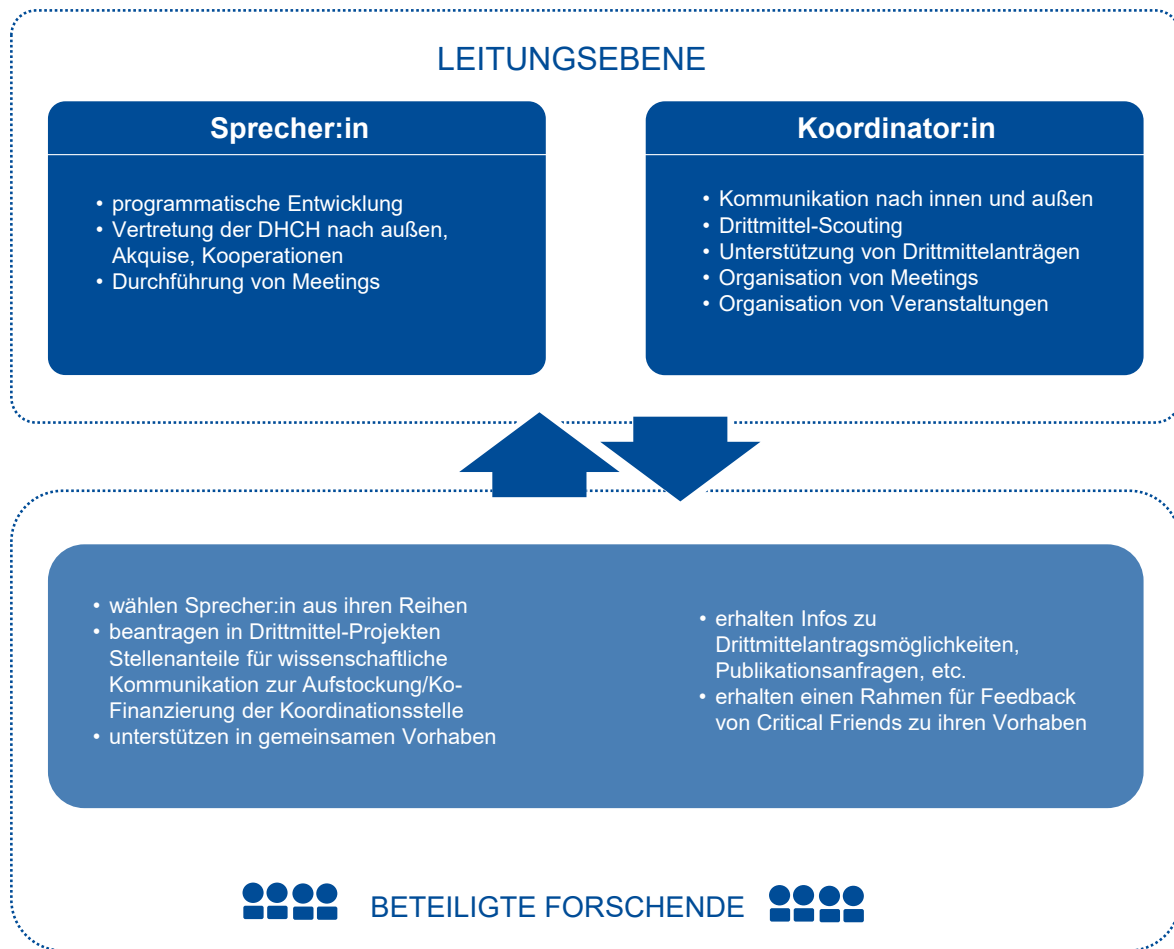 LEITUNGSEBENE
Sprecher:in
• programmatische Entwicklung
• Vertretung der DHCH nach außen,
Akquise, Kooperationen
• Durchführung von Meetings
Koordinator:in
• Kommunikation nach innen und außen
• Drittmittel-Scouting
• Unterstützung von Drittmittelanträgen
• Organisation von Meetings
• Organisation von Veranstaltungen
• wählen Sprecher:in aus ihren Reihen
• beantragen in Drittmittel-Projekten
Stellenanteile für wissenschaftliche
Kommunikation zur Aufstockung/Ko-
Finanzierung der Koordinationsstelle
• unterstützen in gemeinsamen Vorhaben
• erhalten Infos zu
Drittmittelantragsmöglichkeiten,
Publikationsanfragen, etc.
• erhalten einen Rahmen für Feedback
von Critical Friends zu ihren Vorhaben
BETEILIGTE FORSCHENDE